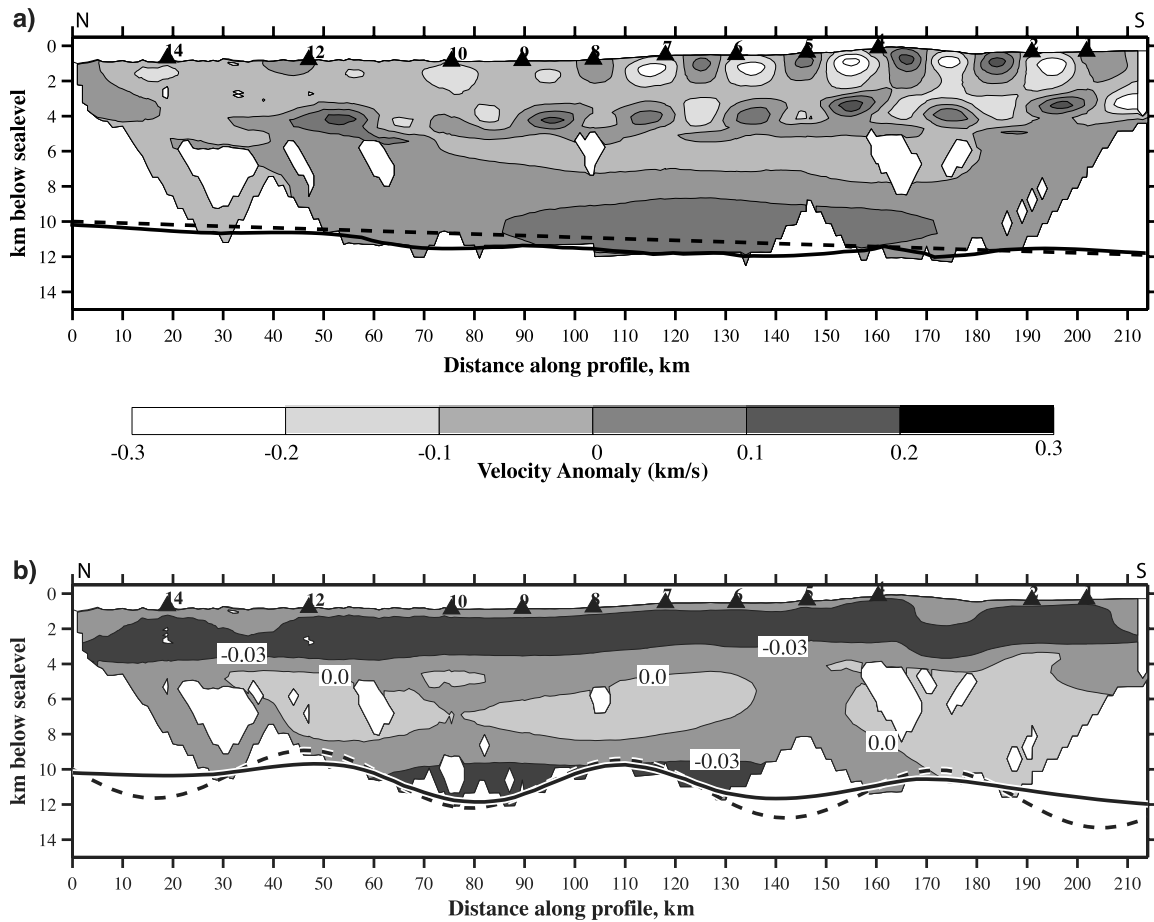 a)
N
S
14 12 10 9 8 7 6 5 4 2 1
0
2
4
6
8
10
12
14
km below sealevel
0 10 20 30 40 50 60 70 80 90 100 110 120 130 140 150 160 170 180 190 200 210
Distance along profile, km
-0.3 -0.2 -0.1 0 0.1 0.2 0.3
Velocity Anomaly (km/s)
b)
N
S
14 12 10 9 8 7 6 5 4 2 1
0
2
4
6
8
10
12
14
km below sealevel
-0.03
-0.03
0.0
0.0
0.0
-0.03
0 10 20 30 40 50 60 70 80 90 100 110 120 130 140 150 160 170 180 190 200 210
Distance along profile, km